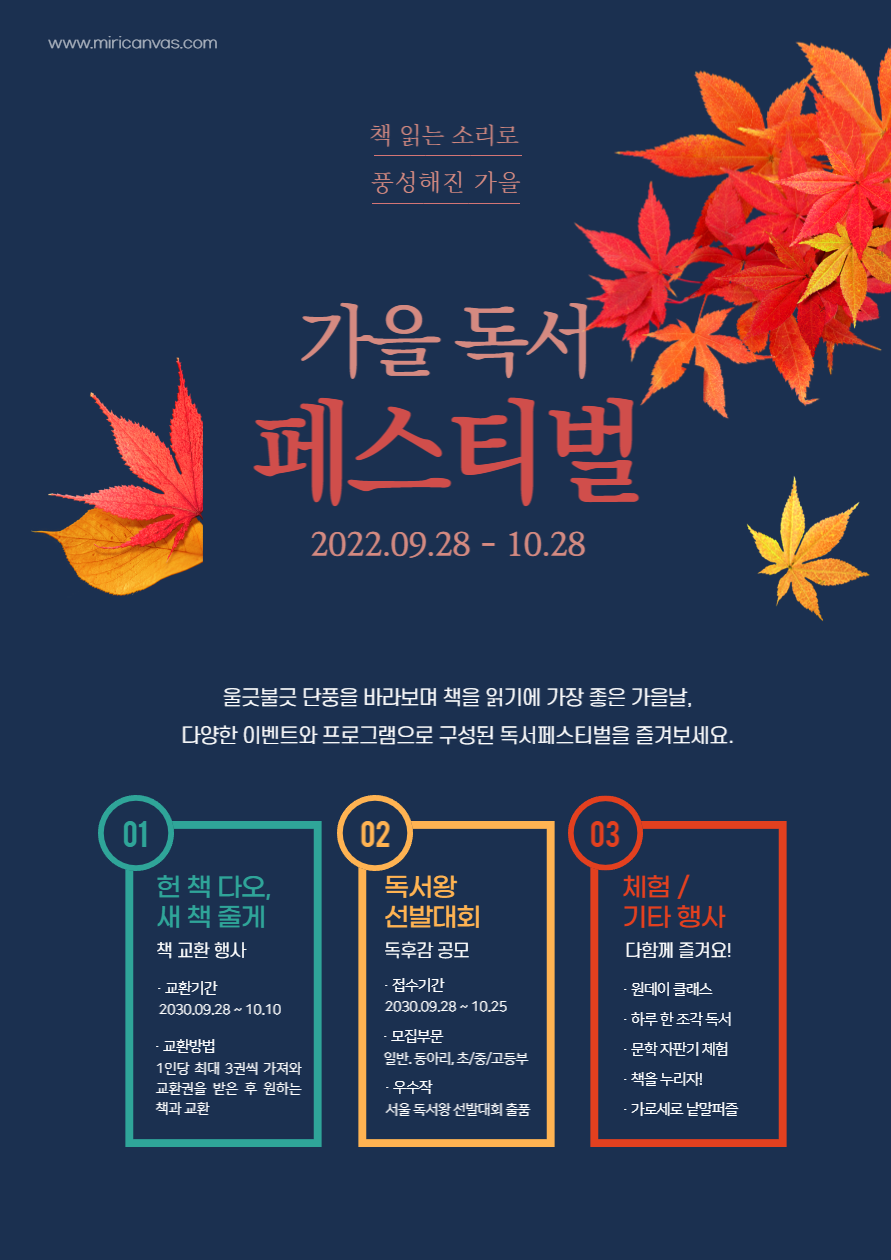 www.miricanvas.com
책 읽는 소리로
풍성해진 가을
가을 독서
페스티벌
2022.09.28 - 10.28
울긋불긋 단풍을 바라보며 책을 읽기에 가장 좋은 가을날,
다양한 이벤트와 프로그램으로 구성된 독서페스티벌을 즐겨보세요.
01
헌 책 다오,
새 책 줄게
책 교환 행사
· 교환기간
2030.09.28 ~ 10.10
· 교환방법
1인당 최대 3권씩 가져와
교환권을 받은 후 원하는
책과 교환
02
독서왕
선발대회
독후감 공모
· 접수기간
2030.09.28 ~ 10.25
· 모집부문
일반. 동아리, 초/중/고등부
· 우수작
서울 독서왕 선발대회 출품
03
체험 /
기타 행사
다함께 즐겨요!
· 원데이 클래스
· 하루 한 조각 독서
· 문학 자판기 체험
· 책을 누리자!
· 가로세로 낱말퍼즐